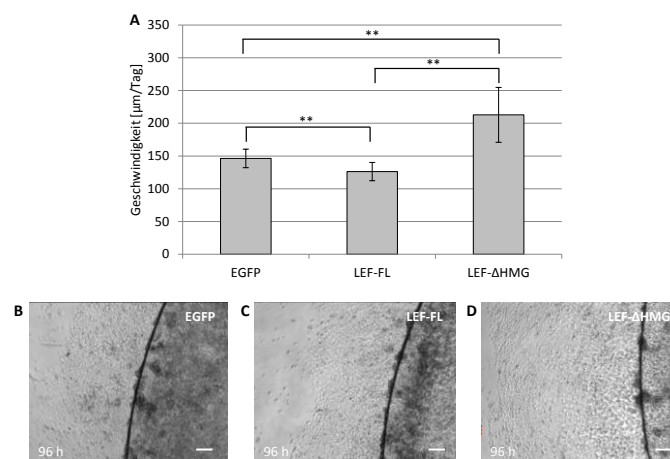 A
350
300
250
200
150
100
50
0
Geschwindigkeit [µm/Tag]
**
**
**
EGFP LEF-FL LEF-ΔHMG
B EGFP
96 h
C LEF-FL
96 h
D LEF-ΔHMG
96 h